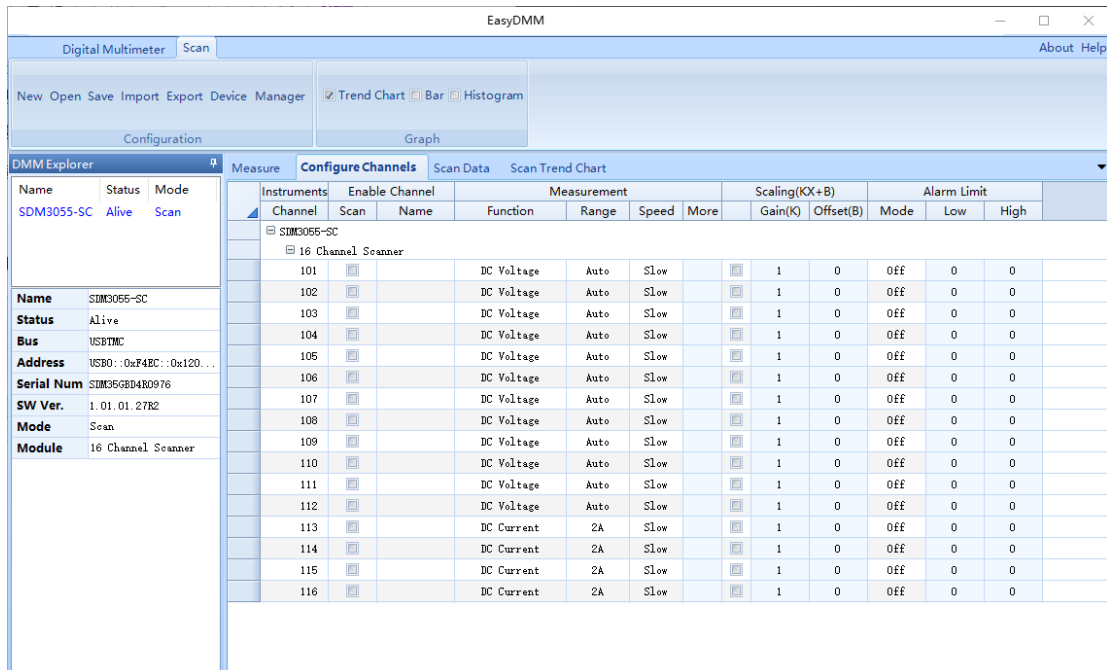 EasyDMM
Digital Multimeter Scan About Help
New Open Save Import Export Device Manager Trend Chart Bar Histogram
Configuration Graph
DMM Explorer
Name Status Mode
SDM3055-SC Alive Scan
Name SDM3055-SC
Status Alive
Bus USBTMC
Address USB0::0xF4EC::0x120...
Serial Num SDM35GBD4R0976
SW Ver. 1.01.01.27R2
Mode Scan
Module 16 Channel Scanner
Measure Configure Channels Scan Data Scan Trend Chart
Instruments Enable Channel Measurement Scaling(KX+B) Alarm Limit
Channel Scan Name Function Range Speed More Gain(K) Offset(B) Mode Low High
SDM3055-SC
16 Channel Scanner
101 DC Voltage Auto Slow 1 0 Off 0 0
102 DC Voltage Auto Slow 1 0 Off 0 0
103 DC Voltage Auto Slow 1 0 Off 0 0
104 DC Voltage Auto Slow 1 0 Off 0 0
105 DC Voltage Auto Slow 1 0 Off 0 0
106 DC Voltage Auto Slow 1 0 Off 0 0
107 DC Voltage Auto Slow 1 0 Off 0 0
108 DC Voltage Auto Slow 1 0 Off 0 0
109 DC Voltage Auto Slow 1 0 Off 0 0
110 DC Voltage Auto Slow 1 0 Off 0 0
111 DC Voltage Auto Slow 1 0 Off 0 0
112 DC Voltage Auto Slow 1 0 Off 0 0
113 DC Current 2A Slow 1 0 Off 0 0
114 DC Current 2A Slow 1 0 Off 0 0
115 DC Current 2A Slow 1 0 Off 0 0
116 DC Current 2A Slow 1 0 Off 0 0